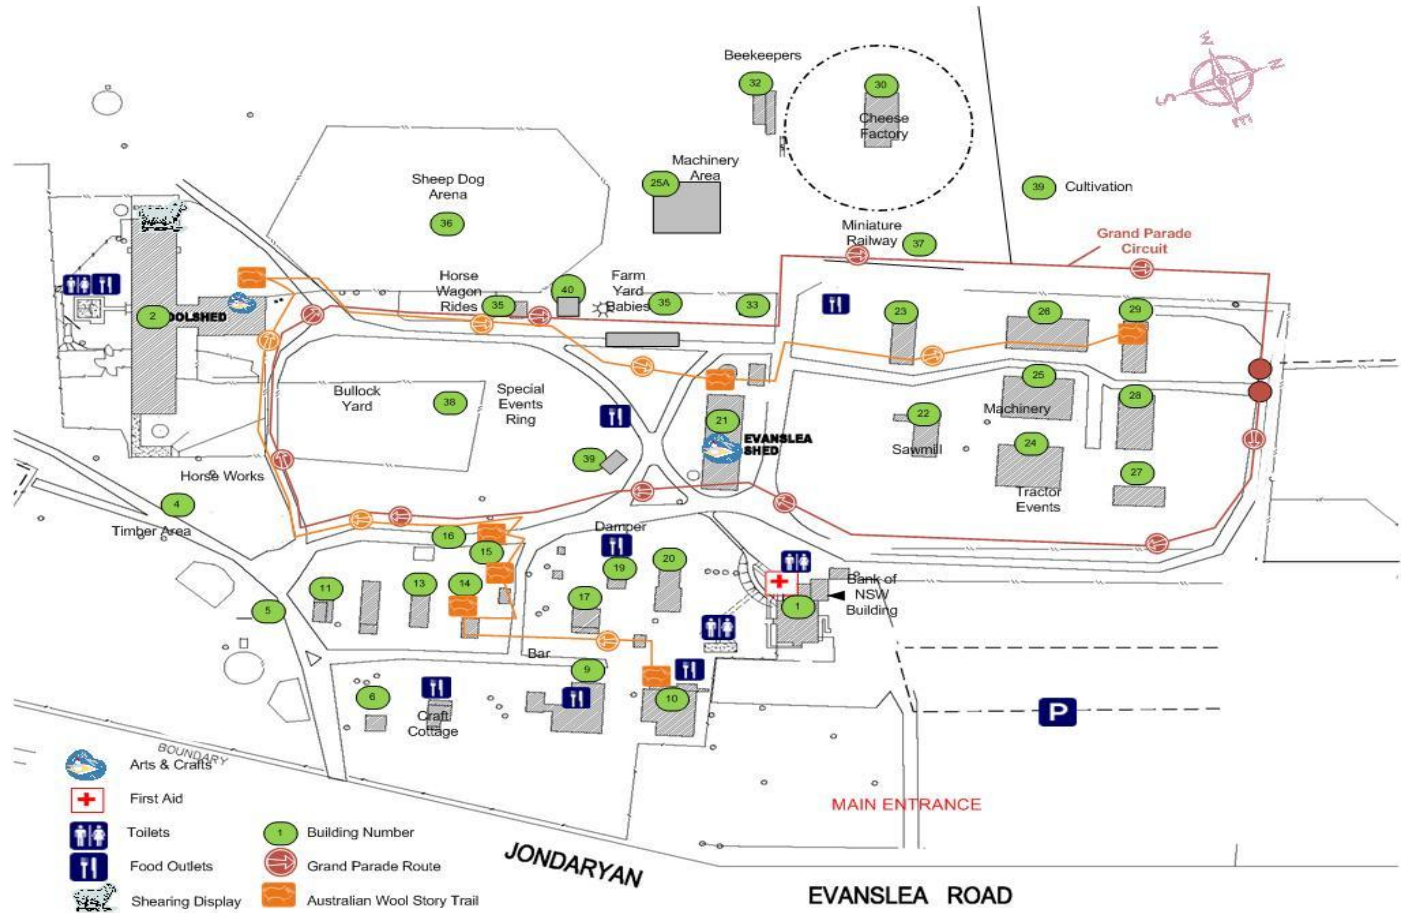 Beekeepers
32
30
Cheese
Factory
W
N
S
E
Machinery
Area
25A
39
Cultivation
Sheep Dog
Arena
36
Miniature
Railway
37
Grand Parade
Circuit
Horse
Wagon
Rides
35
40
Farm
Yard
Babies
35
33
23
26
29
2
OOLSHED
Bullock
Yard
38
Special
Events
Ring
21
EVANSLEA
SHED
25
Machinery
28
22
Sawmill
24
Tractor
Events
27
39
Horse Works
4
Timber Area
16
15
Damper
19
20
11
13
14
17
5
1
Bank of
NSW
Building
Bar
9
10
6
Craft
Cottage
P
BOUNDARY
MAIN ENTRANCE
Arts & Crafts
First Aid
Toilets
1
Building Number
Food Outlets
Grand Parade Route
Shearing Display
Australian Wool Story Trail
JONDARYAN
EVANSLEA ROAD